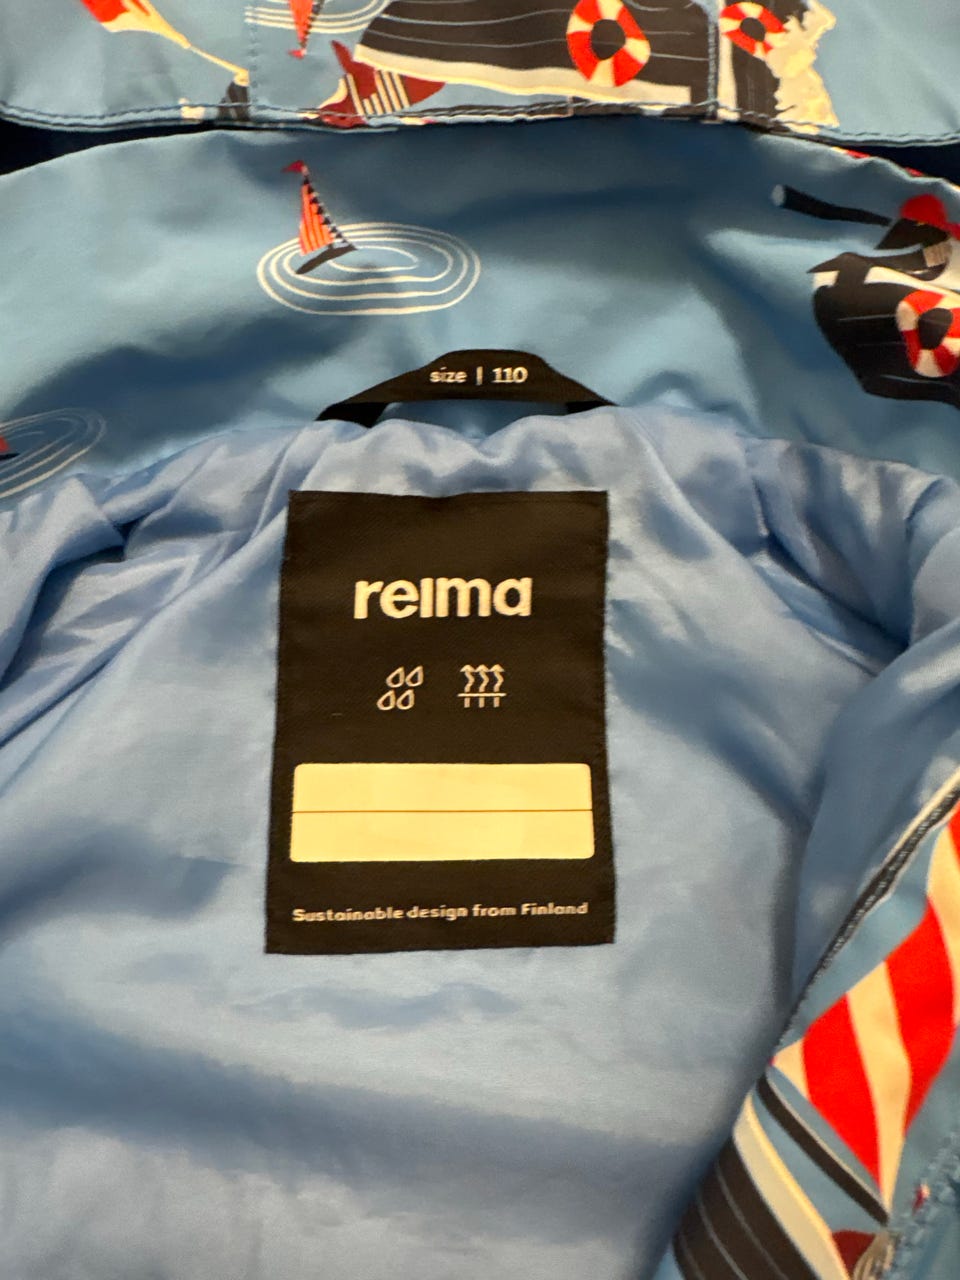 size | 110
reima
Sustainable design from Finland